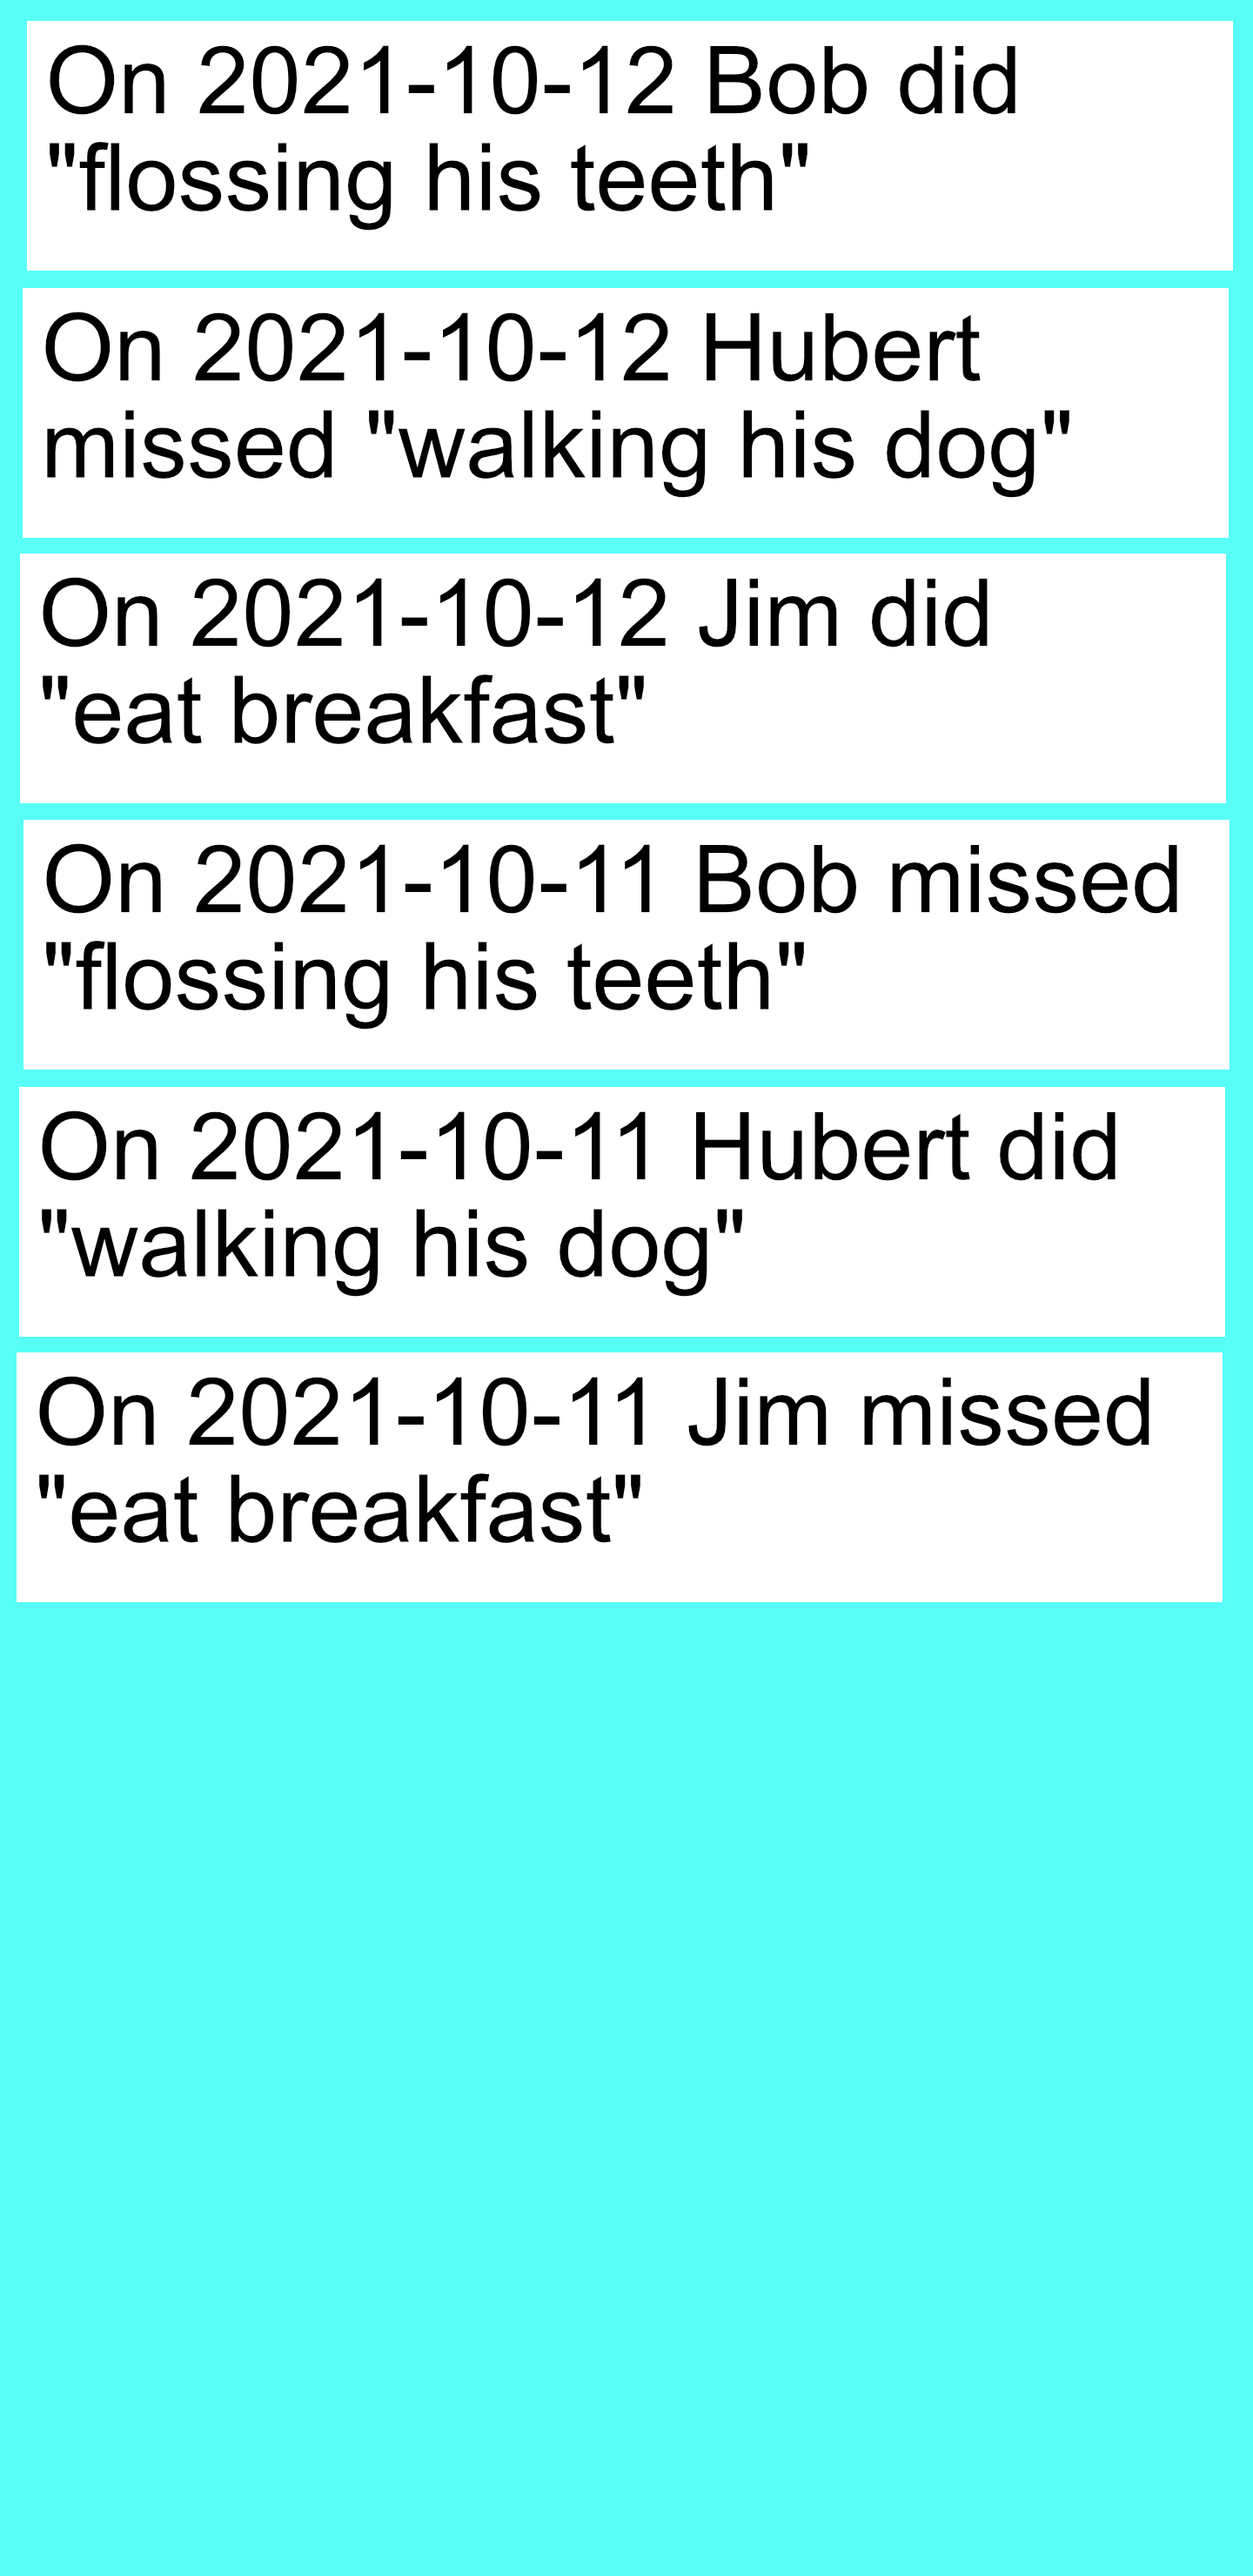 On 2021-10-12 Bob did
"flossing his teeth"
On 2021-10-12 Hubert
missed "walking his dog"
On 2021-10-12 Jim did
"eat breakfast"
On 2021-10-11 Bob missed
"flossing his teeth"
On 2021-10-11 Hubert did
"walking his dog"
On 2021-10-11 Jim missed
"eat breakfast"